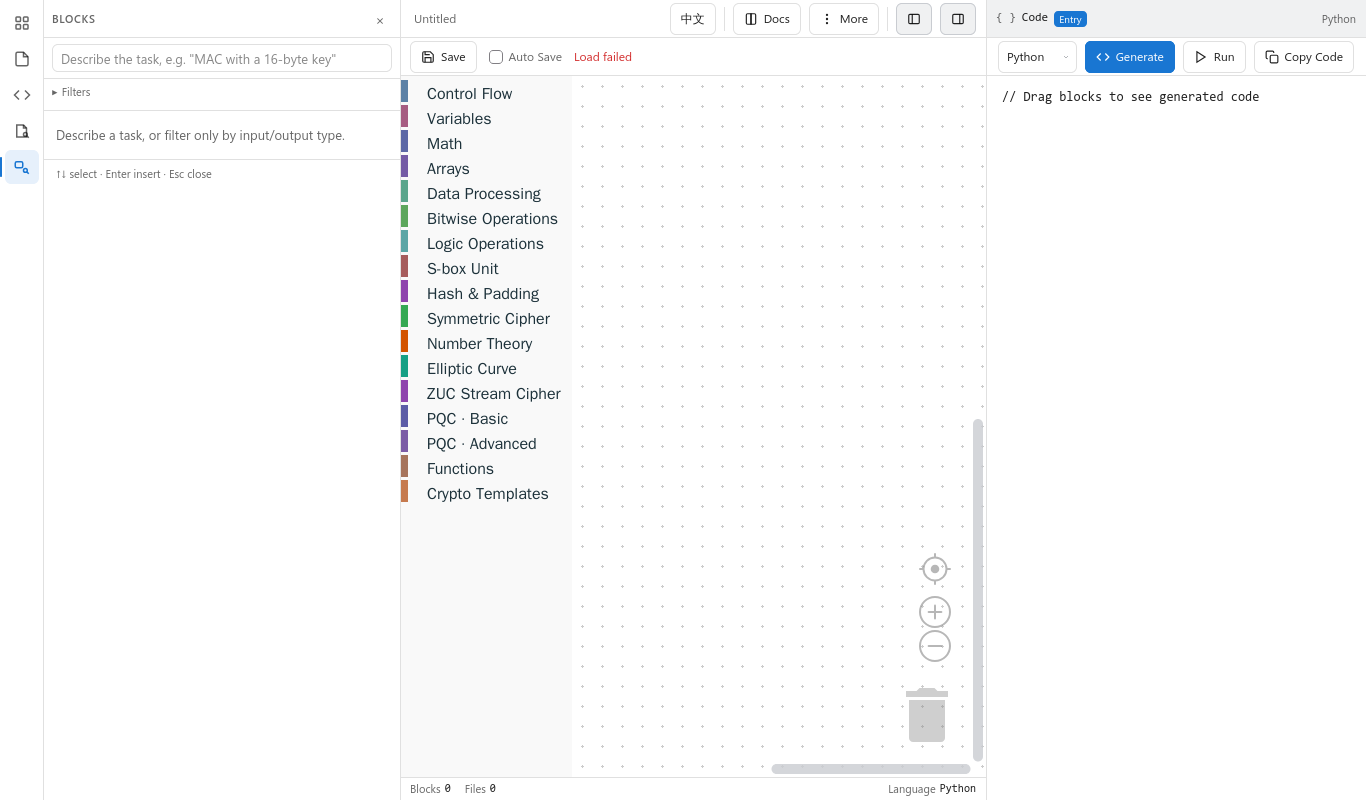 BLOCKS
×
Describe the task, e.g. "MAC with a 16-byte key"
▸ Filters
Describe a task, or filter only by input/output type.
↑↓ select · Enter insert · Esc close
Untitled
中文
Docs
More
Save
Auto Save
Load failed
Control Flow
Variables
Math
Arrays
Data Processing
Bitwise Operations
Logic Operations
S-box Unit
Hash & Padding
Symmetric Cipher
Number Theory
Elliptic Curve
ZUC Stream Cipher
PQC · Basic
PQC · Advanced
Functions
Crypto Templates
Blocks 0 Files 0
Language Python
{ } Code Entry
Python
Python
Generate
Run
Copy Code
// Drag blocks to see generated code